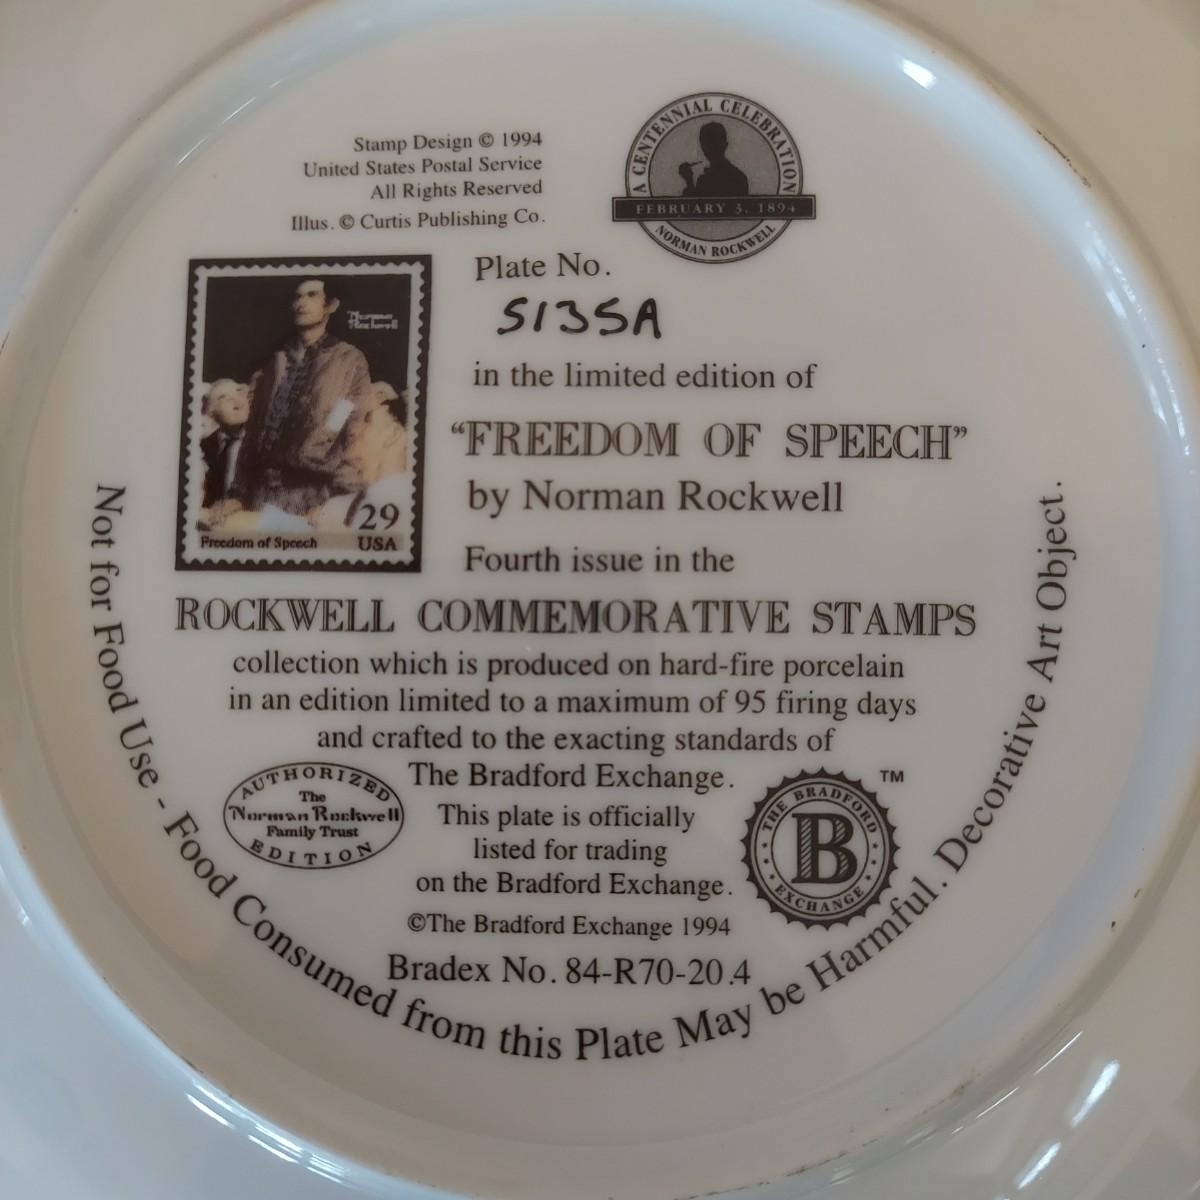 Stamp Design © 1994
United States Postal Service
All Rights Reserved
Illus. © Curtis Publishing Co.
A CENTENNIAL CELEBRATION
FEBRUARY 3, 1894
NORMAN ROCKWELL
Plate No.
5135A
in the limited edition of
"FREEDOM OF SPEECH"
by Norman Rockwell
Fourth issue in the
Norman
Rockwell
29
Freedom of Speech USA
ROCKWELL COMMEMORATIVE STAMPS
collection which is produced on hard-fire porcelain
in an edition limited to a maximum of 95 firing days
and crafted to the exacting standards of
The Bradford Exchange.
This plate is officially
listed for trading
on the Bradford Exchange.
©The Bradford Exchange 1994
Bradex No. 84-R70-20.4
AUTHORIZED
The
Norman Rockwell
Family Trust
EDITION
THE BRADFORD
B
EXCHANGE
™
Not for Food Use - Food Consumed from this Plate May be Harmful. Decorative Art Object.